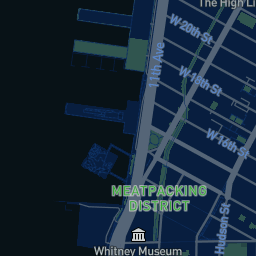 The High Li
W 20th St
11th Ave
W 18th St
W 16th St
MEATPACKING
DISTRICT
Hudson St
Whitney Museum